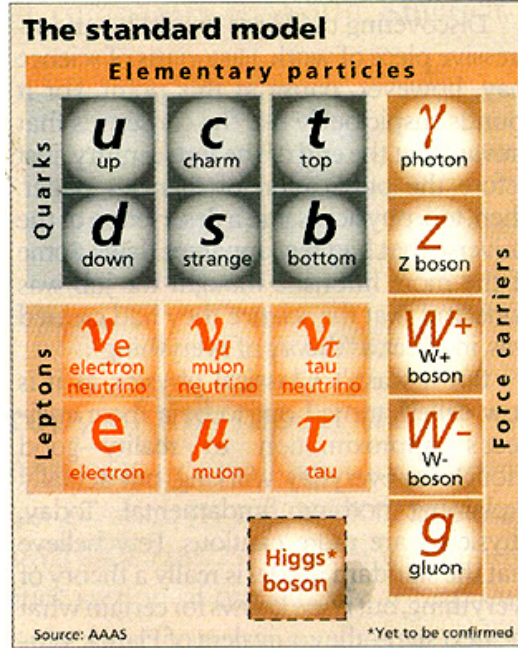 The standard model
Elementary particles
Quarks
u
up
c
charm
t
top
γ
photon
d
down
s
strange
b
bottom
Z
Z boson
Force carriers
Leptons
νe
electron
neutrino
νμ
muon
neutrino
ντ
tau
neutrino
W+
W+
boson
e
electron
μ
muon
τ
tau
W-
W-
boson
Higgs*
boson
g
gluon
Source: AAAS
*Yet to be confirmed